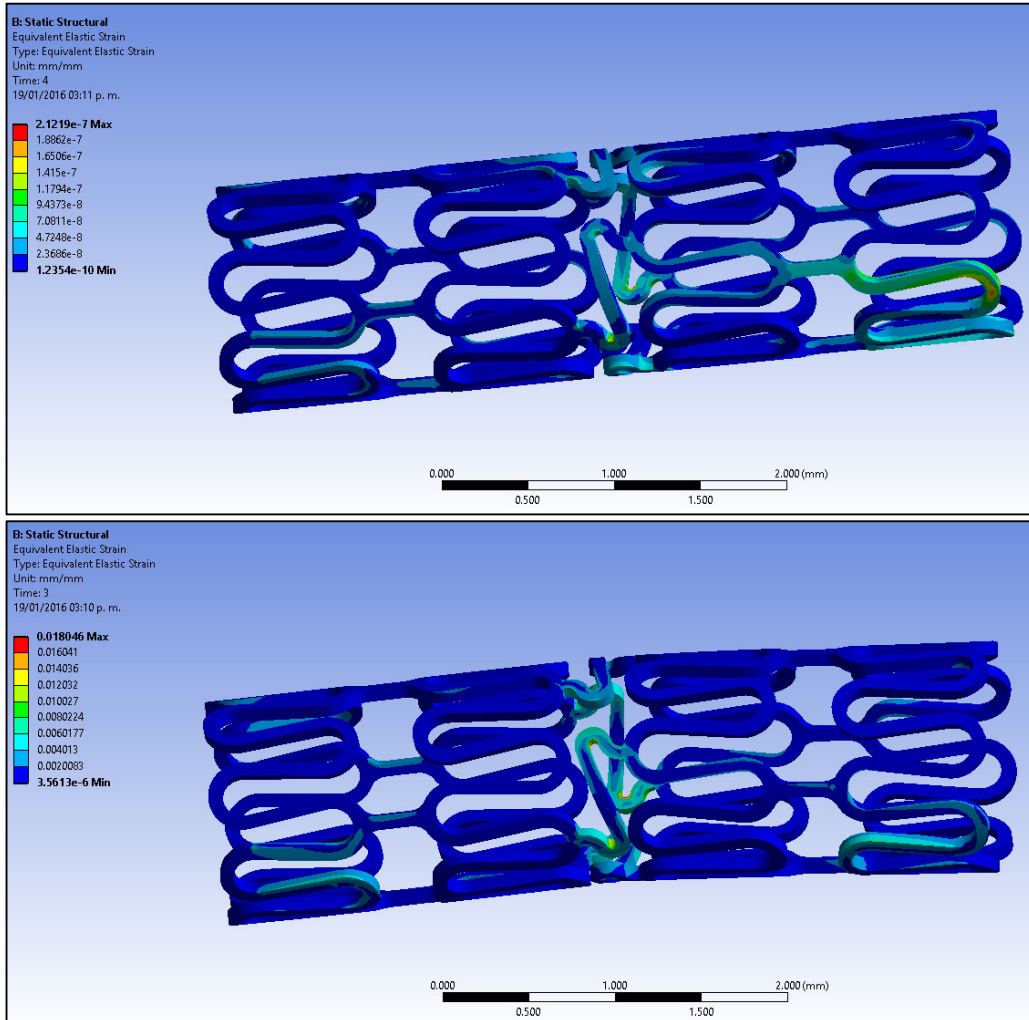 B: Static Structural
Equivalent Elastic Strain
Type: Equivalent Elastic Strain
Unit: mm/mm
Time: 4
19/01/2016 03:11 p. m.
2.1219e-7 Max
1.8862e-7
1.6506e-7
1.415e-7
1.1794e-7
9.4373e-8
7.0811e-8
4.7248e-8
2.3686e-8
1.2354e-10 Min
0.000 1.000 2.000 (mm)
0.500 1.500
B: Static Structural
Equivalent Elastic Strain
Type: Equivalent Elastic Strain
Unit: mm/mm
Time: 3
19/01/2016 03:10 p. m.
0.018046 Max
0.016041
0.014036
0.012032
0.010027
0.0080224
0.0060177
0.004013
0.0020083
3.5613e-6 Min
0.000 1.000 2.000 (mm)
0.500 1.500